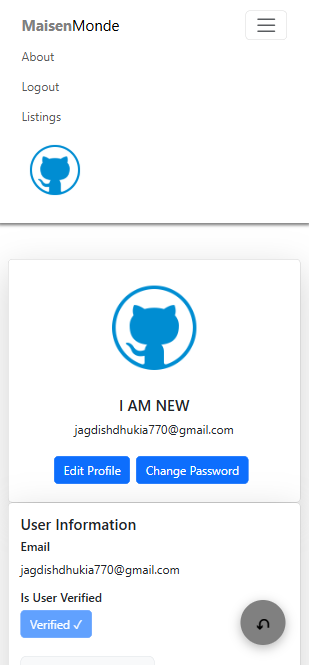 MaisenMonde
About
Logout
Listings
I AM NEW
jagdishdhukia770@gmail.com
Edit Profile Change Password
User Information
Email
jagdishdhukia770@gmail.com
Is User Verified
Verified ✓